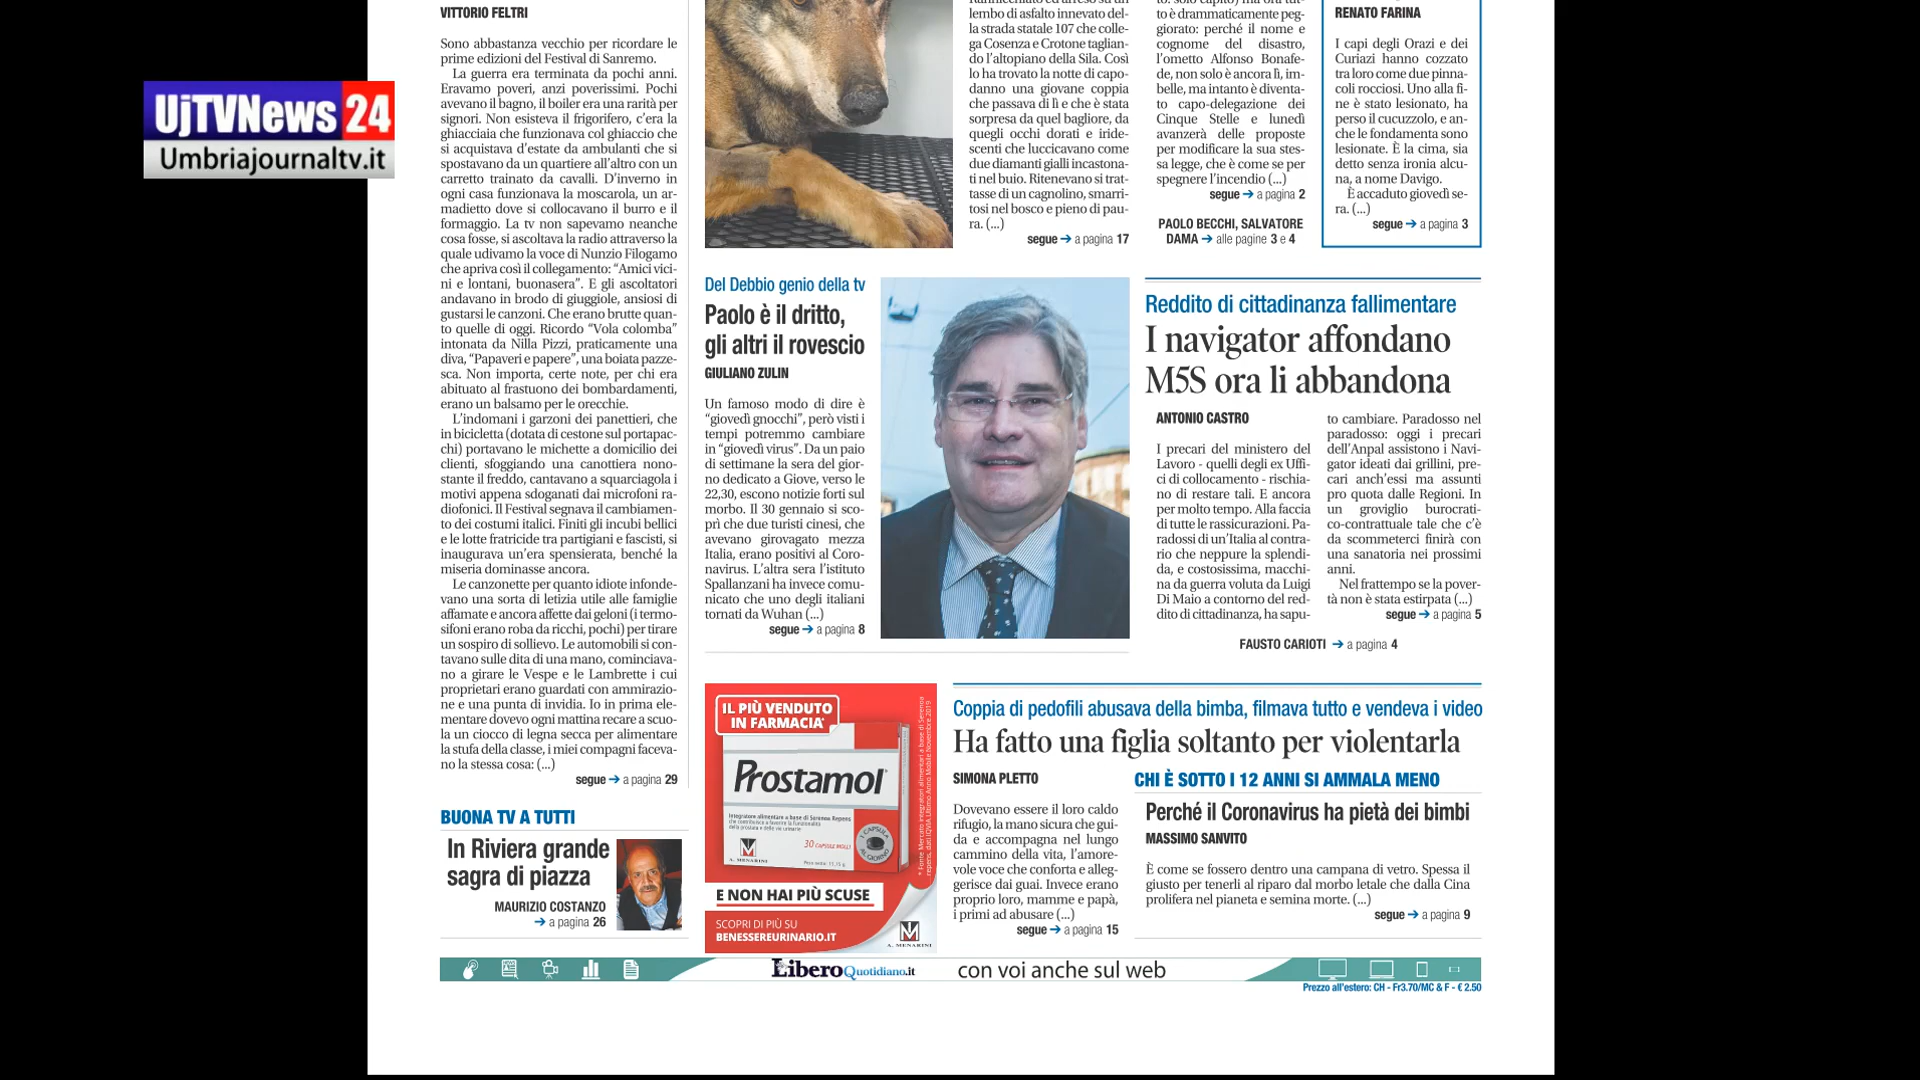 UjTVNews 24
Umbriajournaltv.it
VITTORIO FELTRI
Sono abbastanza vecchio per ricordare le
prime edizioni del Festival di Sanremo.
La guerra era terminata da pochi anni.
Eravamo poveri, anzi poverissimi. Pochi
avevano il bagno, il boiler era una rarità per
signori. Non esisteva il frigorifero, c'era la
ghiacciaia che funzionava col ghiaccio che
si acquistava d'estate da ambulanti che si
spostavano da un quartiere all'altro con un
carretto trainato da cavalli. D'inverno in
ogni casa funzionava la moscarola, un ar-
madietto dove si collocavano il burro e il
formaggio. La tv non sapevamo neanche
cosa fosse, si ascoltava la radio attraverso la
quale udivamo la voce di Nunzio Filogamo
che apriva così il collegamento: "Amici vici-
ni e lontani, buonasera". E gli ascoltatori
andavano in brodo di giuggiole, ansiosi di
gustarsi le canzoni. Che erano brutte quan-
to quelle di oggi. Ricordo "Vola colomba"
intonata da Nilla Pizzi, praticamente una
diva, "Papaveri e papere", una boiata pazze-
sca. Non importa, certe note, per chi era
abituato al frastuono dei bombardamenti,
erano un balsamo per le orecchie.
L'indomani i garzoni dei panettieri, che
in bicicletta (dotata di cestone sul portapac-
chi) portavano le michette a domicilio dei
clienti, sfoggiando una canottiera nono-
stante il freddo, cantavano a squarciagola i
motivi appena sdoganati dai microfoni ra-
diofonici. Il Festival segnava il cambiamen-
to dei costumi italici. Finiti gli incubi bellici
e le lotte fratricide tra partigiani e fascisti, si
inaugurava un'era spensierata, benché la
miseria dominasse ancora.
Le canzonette per quanto idiote infonde-
vano una sorta di letizia utile alle famiglie
affamate e ancora affette dai geloni (i termo-
sifoni erano roba da ricchi, pochi) per tirare
un sospiro di sollievo. Le automobili si con-
tavano sulle dita di una mano, cominciava-
no a girare le Vespe e le Lambrette i cui
proprietari erano guardati con ammirazio-
ne e una punta di invidia. Io in prima ele-
mentare dovevo ogni mattina recare a scuo-
la un ciocco di legna secca per alimentare
la stufa della classe, i miei compagni faceva-
no la stessa cosa: (...)
segue ➔ a pagina 29
BUONA TV A TUTTI
In Riviera grande
sagra di piazza
MAURIZIO COSTANZO
➔ a pagina 26
lembo di asfalto innevato del-
la strada statale 107 che colle-
ga Cosenza e Crotone taglian-
do l'altopiano della Sila. Così
lo ha trovato la notte di capo-
danno una giovane coppia
che passava di lì e che è stata
sorpresa da quel bagliore, da
quegli occhi dorati e iride-
scenti che luccicavano come
due diamanti gialli incastona-
ti nel buio. Ritenevano si trat-
tasse di un cagnolino, smarri-
tosi nel bosco e pieno di pau-
ra. (...)
segue ➔ a pagina 17
to: solo capito) ma ora tut-
to è drammaticamente peg-
giorato: perché il nome e
cognome del disastro,
l'ometto Alfonso Bonafe-
de, non solo è ancora lì, im-
belle, ma intanto è diventa-
to capo-delegazione dei
Cinque Stelle e lunedì
avanzerà delle proposte
per modificare la sua stes-
sa legge, che è come se per
spegnere l'incendio (...)
segue ➔ a pagina 2
PAOLO BECCHI, SALVATORE
DAMA ➔ alle pagine 3 e 4
RENATO FARINA
I capi degli Orazi e dei
Curiazi hanno cozzato
tra loro come due pinna-
coli rocciosi. Uno alla fi-
ne è stato lesionato, ha
perso il cucuzzolo, e an-
che le fondamenta sono
lesionate. È la cima, sia
detto senza ironia alcu-
na, a nome Davigo.
È accaduto giovedì se-
ra. (...)
segue ➔ a pagina 3
Del Debbio genio della tv
Paolo è il dritto,
gli altri il rovescio
GIULIANO ZULIN
Un famoso modo di dire è
"giovedì gnocchi", però visti i
tempi potremmo cambiare
in "giovedì virus". Da un paio
di settimane la sera del gior-
no dedicato a Giove, verso le
22,30, escono notizie forti sul
morbo. Il 30 gennaio si sco-
prì che due turisti cinesi, che
avevano girovagato mezza
Italia, erano positivi al Coro-
navirus. L'altra sera l'istituto
Spallanzani ha invece comu-
nicato che uno degli italiani
tornati da Wuhan (...)
segue ➔ a pagina 8
Reddito di cittadinanza fallimentare
I navigator affondano
M5S ora li abbandona
ANTONIO CASTRO
I precari del ministero del
Lavoro - quelli degli ex Uffi-
ci di collocamento - rischia-
no di restare tali. E ancora
per molto tempo. Alla faccia
di tutte le rassicurazioni. Pa-
radossi di un'Italia al contra-
rio che neppure la splendi-
da, e costosissima, macchi-
na da guerra voluta da Luigi
Di Maio a contorno del red-
dito di cittadinanza, ha sapu-
to cambiare. Paradosso nel
paradosso: oggi i precari
dell'Anpal assistono i Navi-
gator ideati dai grillini, pre-
cari anch'essi ma assunti
pro quota dalle Regioni. In
un groviglio burocrati-
co-contrattuale tale che c'è
da scommeterci finirà con
una sanatoria nei prossimi
anni.
Nel frattempo se la pover-
tà non è stata estirpata (...)
segue ➔ a pagina 5
FAUSTO CARIOTI ➔ a pagina 4
IL PIÙ VENDUTO
IN FARMACIA*
Prostamol
Integratore alimentare a base di Serenoa Repens,
che contribuisce a favorire la funzionalità
della prostata e delle vie urinarie
30 CAPSULE MOLLI
A. MENARINI
1 CAPSULA
AL GIORNO
E NON HAI PIÙ SCUSE
SCOPRI DI PIÙ SU
BENESSEREURINARIO.IT
A. MENARINI
Coppia di pedofili abusava della bimba, filmava tutto e vendeva i video
Ha fatto una figlia soltanto per violentarla
SIMONA PLETTO
Dovevano essere il loro caldo
rifugio, la mano sicura che gui-
da e accompagna nel lungo
cammino della vita, l'amore-
vole voce che conforta e alleg-
gerisce dai guai. Invece erano
proprio loro, mamme e papà,
i primi ad abusare (...)
segue ➔ a pagina 15
CHI È SOTTO I 12 ANNI SI AMMALA MENO
Perché il Coronavirus ha pietà dei bimbi
MASSIMO SANVITO
È come se fossero dentro una campana di vetro. Spessa il
giusto per tenerli al riparo dal morbo letale che dalla Cina
prolifera nel pianeta e semina morte. (...)
segue ➔ a pagina 9
LiberoQuotidiano.it con voi anche sul web
Prezzo all'estero: CH - Fr3.70/MC & F - € 2.50